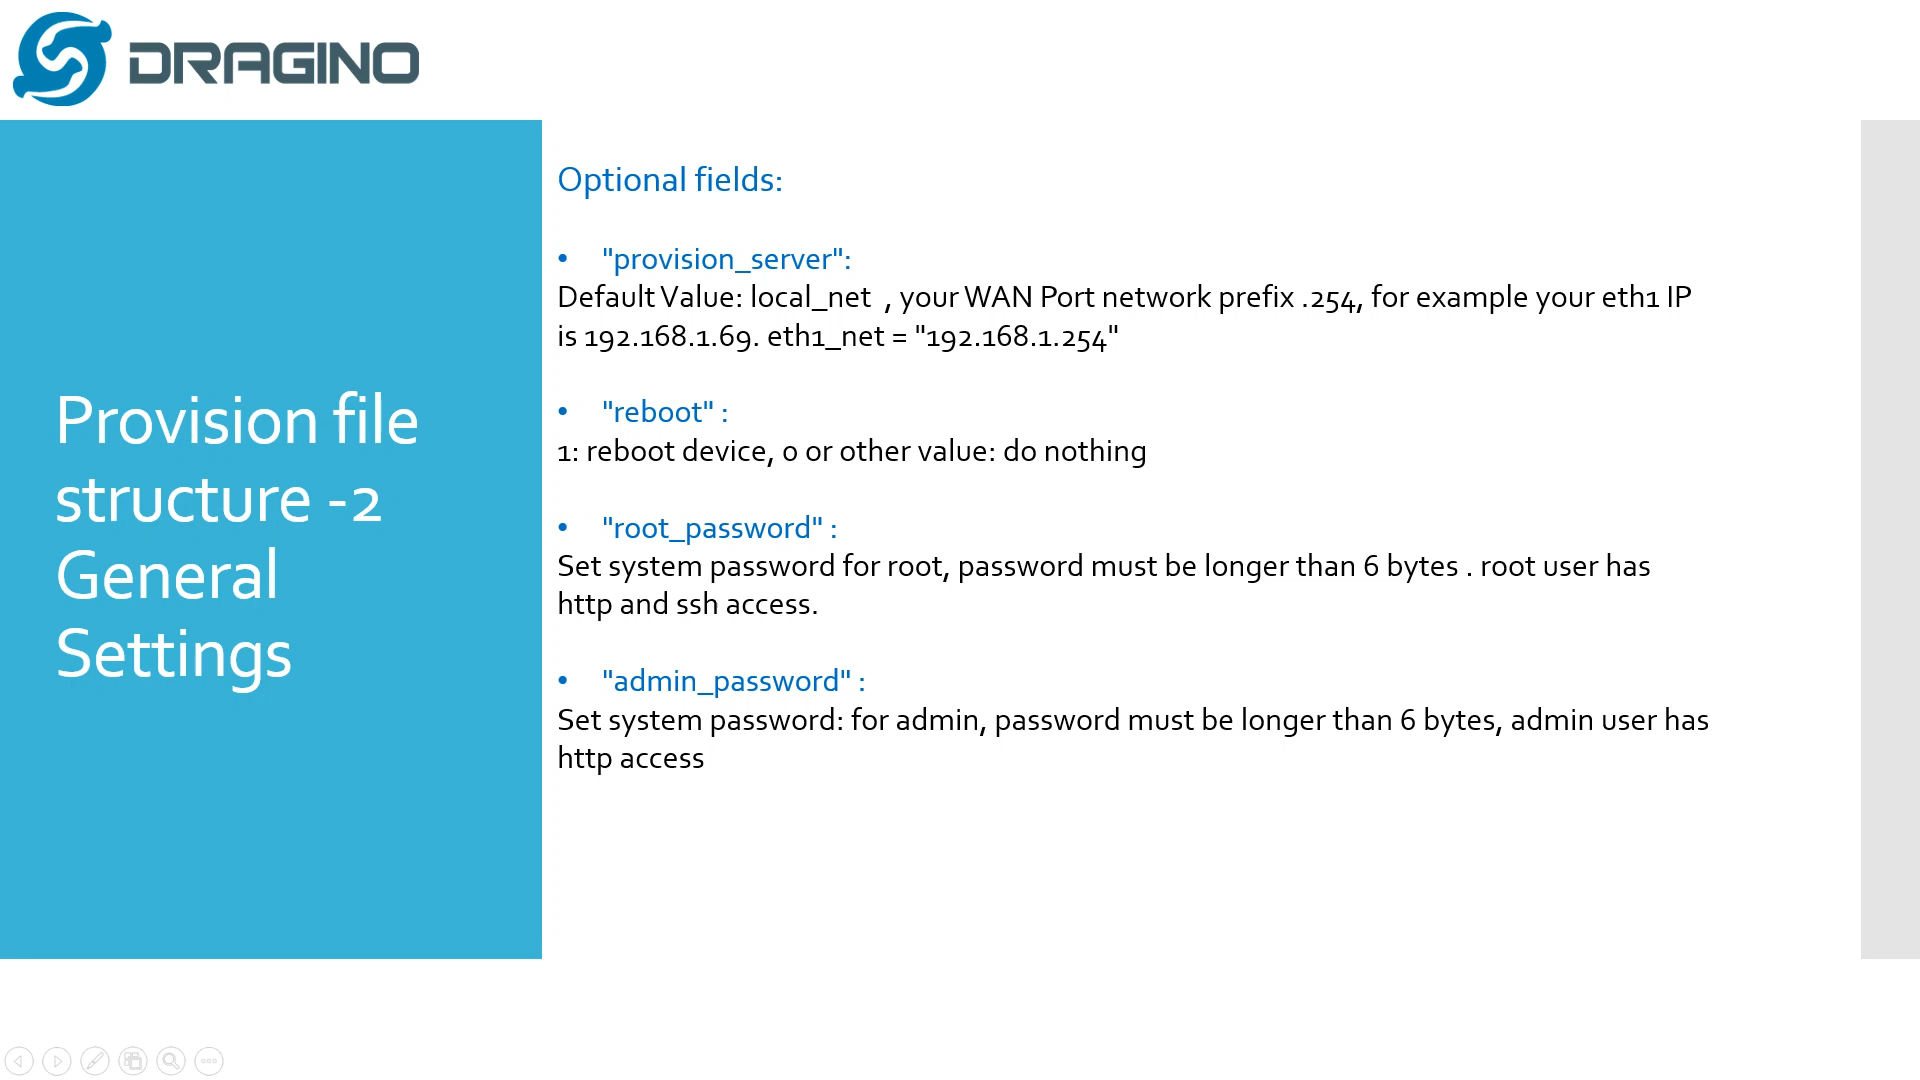 DRAGINO
Provision file
structure -2
General
Settings
Optional fields:
• "provision_server":
Default Value: local_net , your WAN Port network prefix .254, for example your eth1 IP
is 192.168.1.69. eth1_net = "192.168.1.254"
• "reboot" :
1: reboot device, 0 or other value: do nothing
• "root_password" :
Set system password for root, password must be longer than 6 bytes . root user has
http and ssh access.
• "admin_password" :
Set system password: for admin, password must be longer than 6 bytes, admin user has
http access